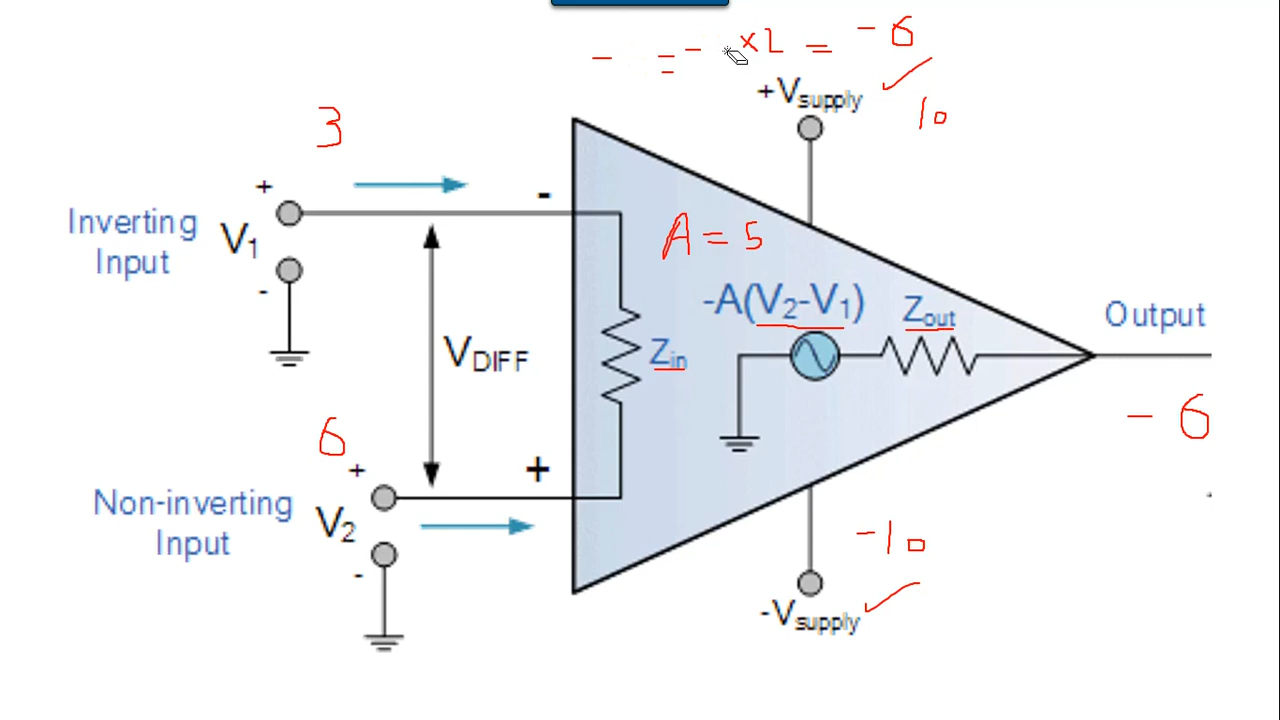 - = - ×2 = - 6
+Vsupply
10
3
+
-
Inverting
Input
V1
-
A = 5
-A(V2-V1)
Zout
Output
VDIFF
Zin
- 6
6
+
+
Non-inverting
Input
V2
-
-10
-Vsupply